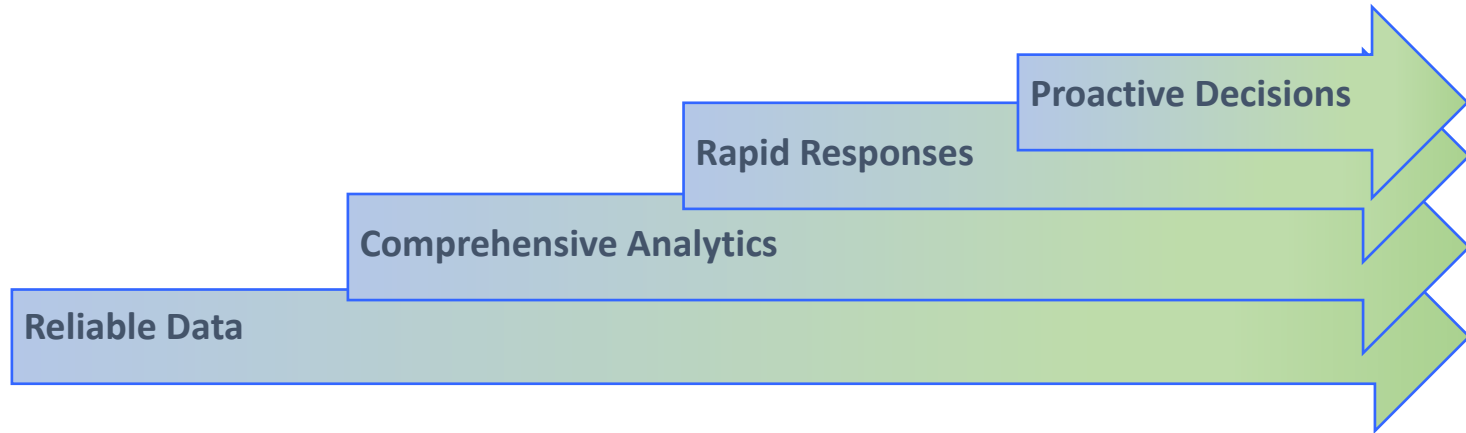 Proactive Decisions
Rapid Responses
Comprehensive Analytics
Reliable Data